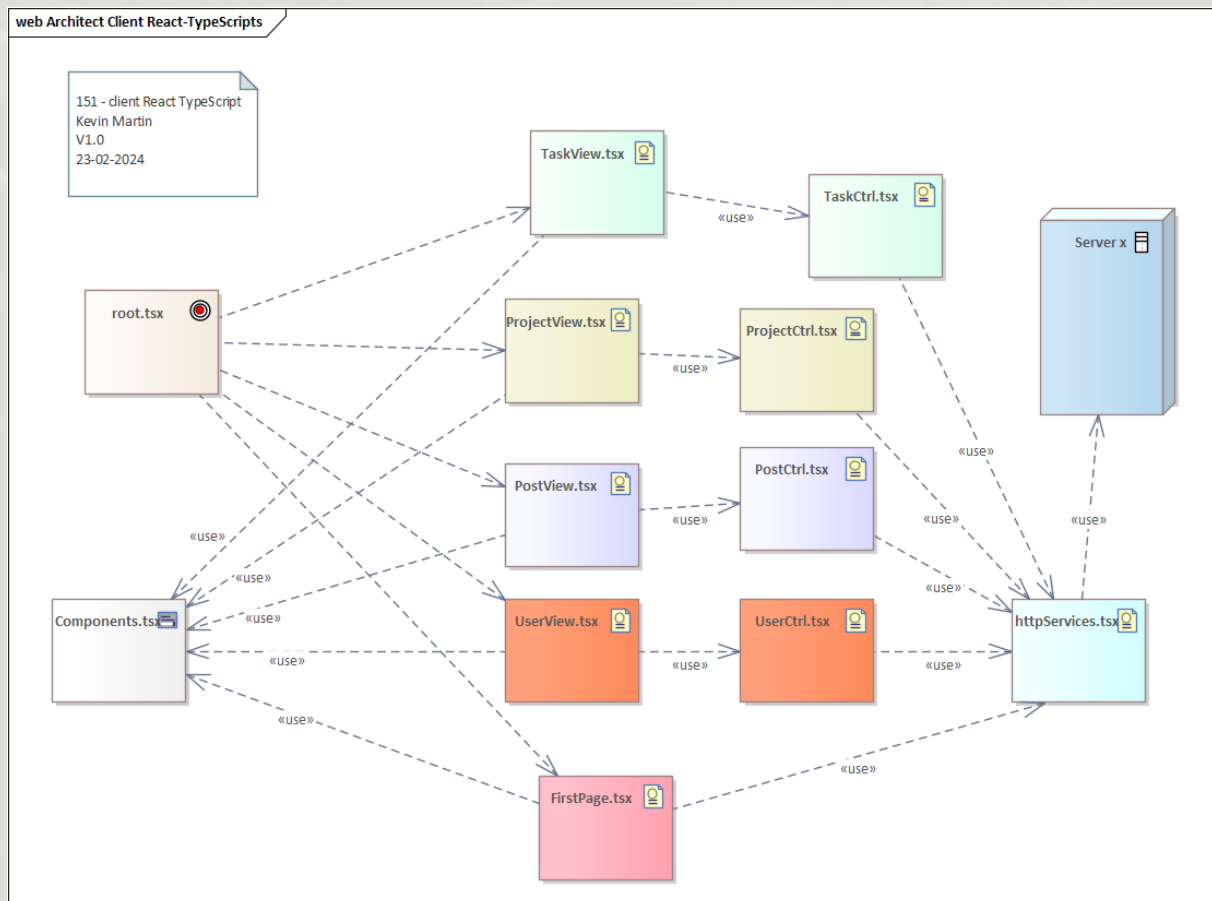 web Architect Client React-TypeScripts
151 - client React TypeScript
Kevin Martin
V1.0
23-02-2024
TaskView.tsx
TaskCtrl.tsx
«use»
Server x
root.tsx
ProjectView.tsx
ProjectCtrl.tsx
«use»
«use»
PostView.tsx
PostCtrl.tsx
«use»
«use»
«use»
«use»
«use»
«use»
«use»
Components.tsx
UserView.tsx
UserCtrl.tsx
httpServices.tsx
«use»
«use»
«use»
«use»
«use»
FirstPage.tsx